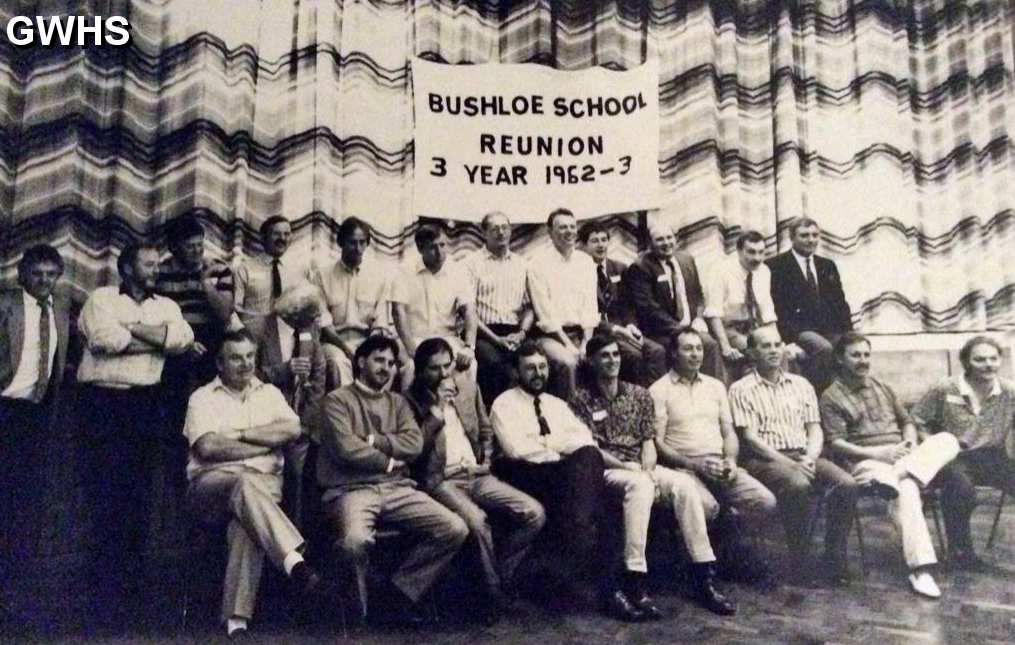 GWHS
BUSHLOE SCHOOL
REUNION
3 YEAR 1962-3